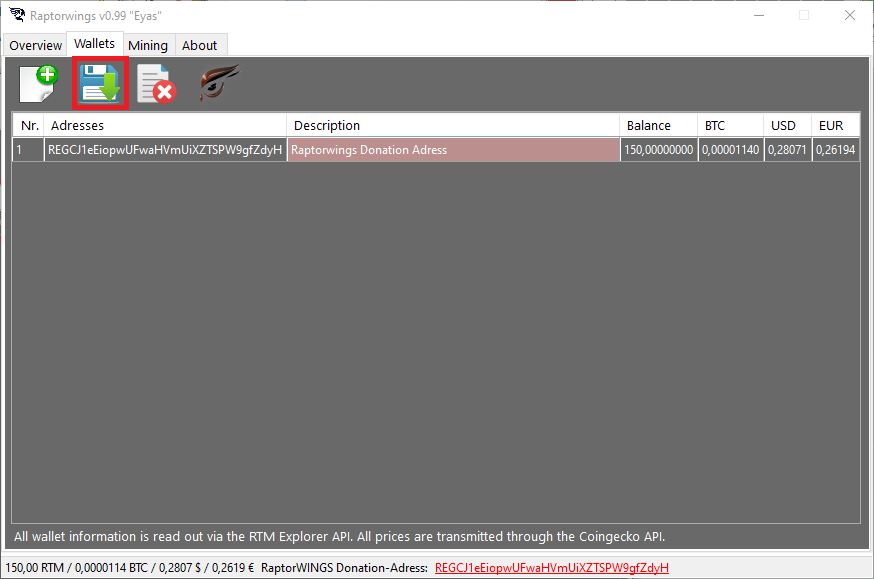 Raptorwings v0.99 "Eyas"
Overview Wallets Mining About
Nr. Adresses Description Balance BTC USD EUR
1 REGCJ1eEiopwUFwaHVmUiXZTSPW9gfZdyH Raptorwings Donation Adress 150,00000000 0,00001140 0,28071 0,26194
All wallet information is read out via the RTM Explorer API. All prices are transmitted through the Coingecko API.
150,00 RTM / 0,0000114 BTC / 0,2807 $ / 0,2619 € RaptorWINGS Donation-Adress: REGCJ1eEiopwUFwaHVmUiXZTSPW9gfZdyH